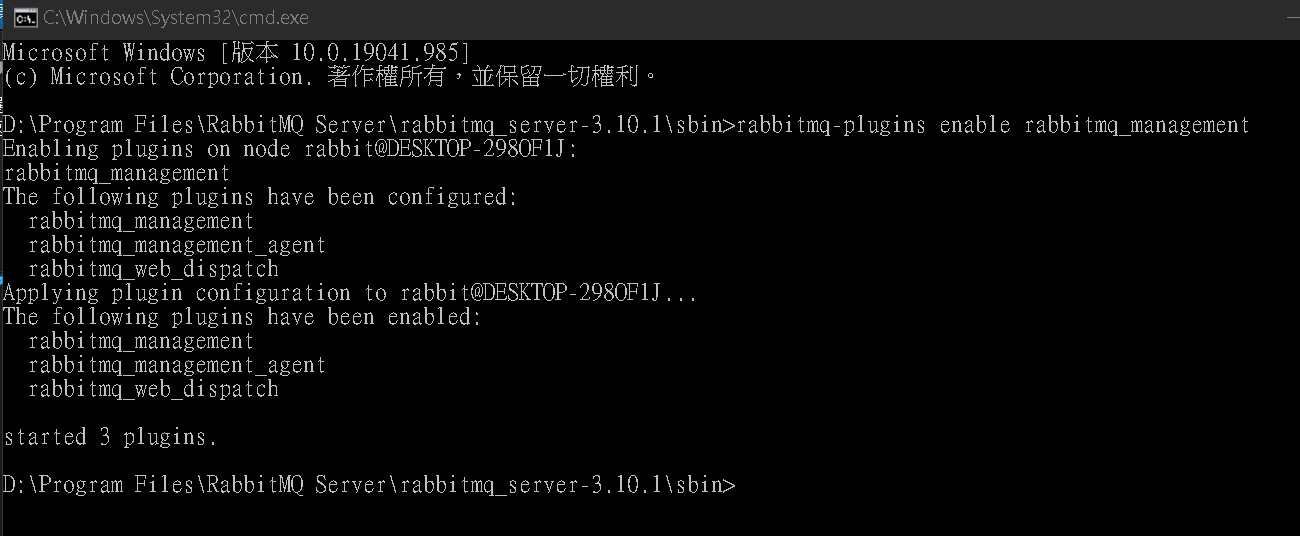 C:\Windows\System32\cmd.exe
Microsoft Windows [版本 10.0.19041.985]
(c) Microsoft Corporation. 著作權所有，並保留一切權利。
D:\Program Files\RabbitMQ Server\rabbitmq_server-3.10.1\sbin>rabbitmq-plugins enable rabbitmq_management
Enabling plugins on node rabbit@DESKTOP-298OF1J:
rabbitmq_management
The following plugins have been configured:
  rabbitmq_management
  rabbitmq_management_agent
  rabbitmq_web_dispatch
Applying plugin configuration to rabbit@DESKTOP-298OF1J...
The following plugins have been enabled:
  rabbitmq_management
  rabbitmq_management_agent
  rabbitmq_web_dispatch
started 3 plugins.
D:\Program Files\RabbitMQ Server\rabbitmq_server-3.10.1\sbin>